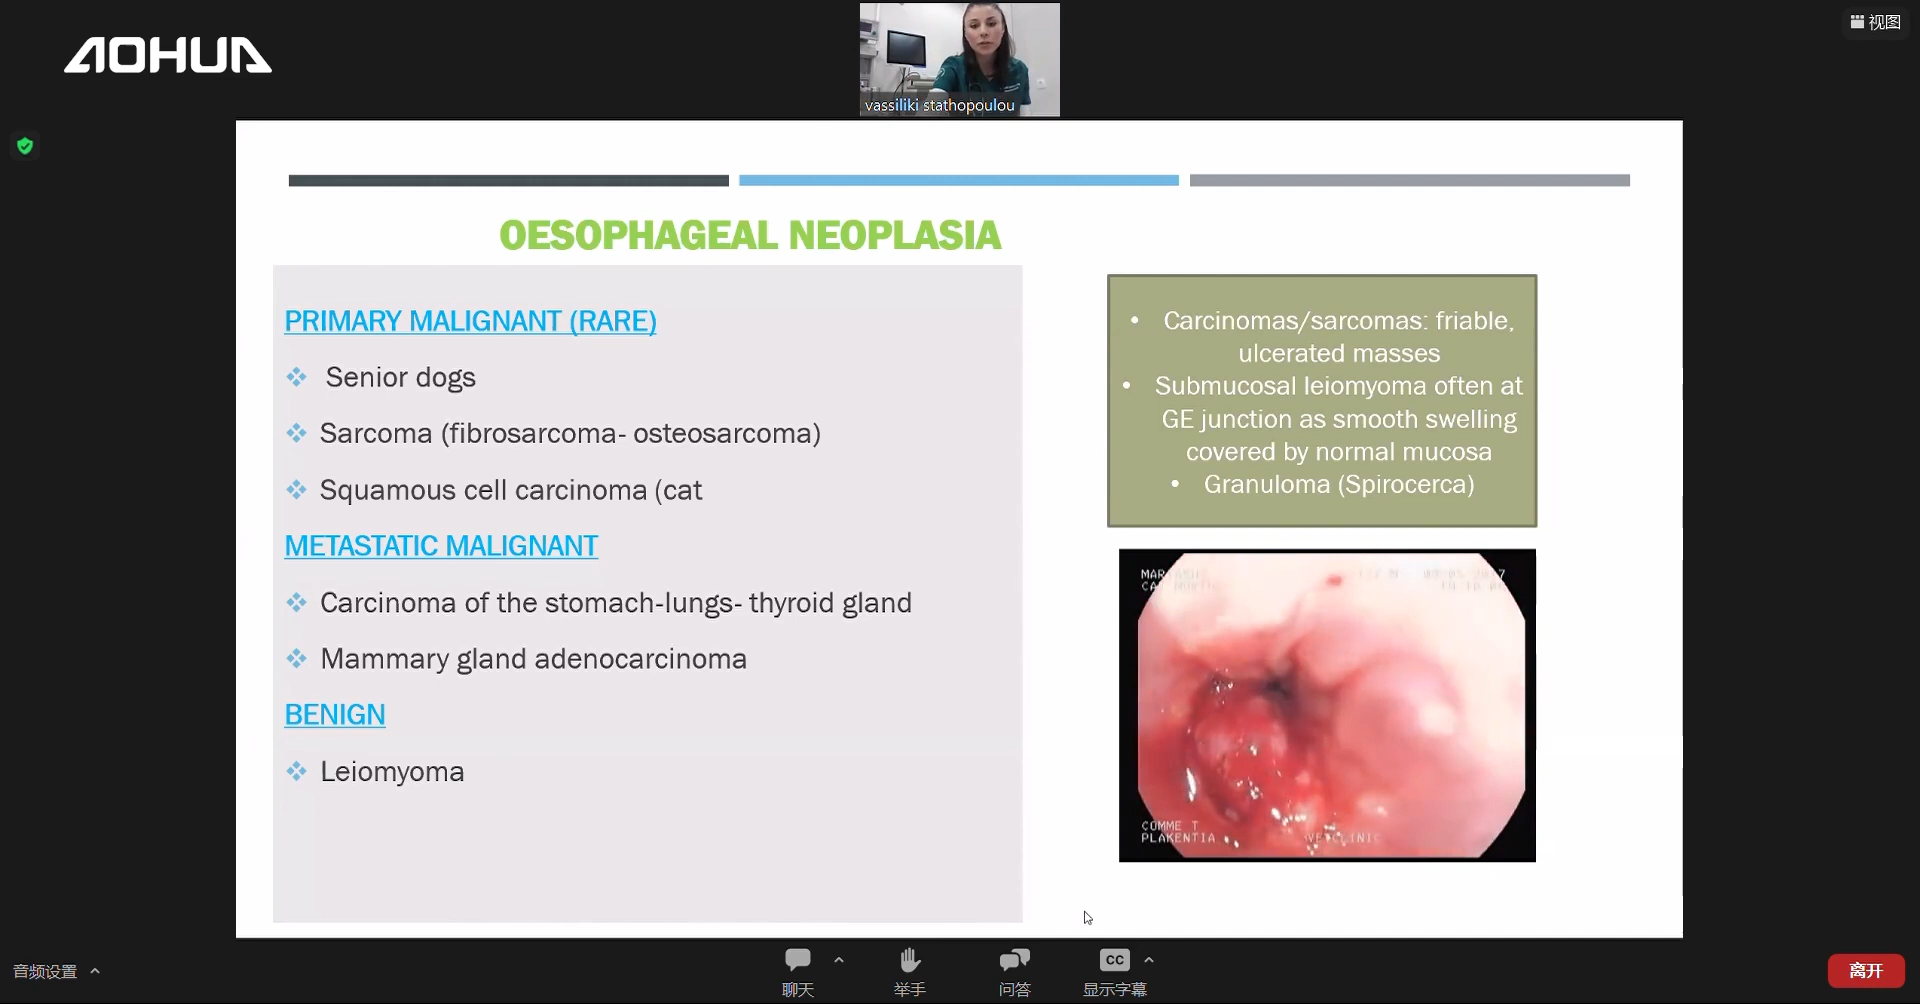 AOHUA
vassiliki stathopoulou
视图
OESOPHAGEAL NEOPLASIA
PRIMARY MALIGNANT (RARE)
Senior dogs
Sarcoma (fibrosarcoma- osteosarcoma)
Squamous cell carcinoma (cat
METASTATIC MALIGNANT
Carcinoma of the stomach-lungs- thyroid gland
Mammary gland adenocarcinoma
BENIGN
Leiomyoma
• Carcinomas/sarcomas: friable,
ulcerated masses
• Submucosal leiomyoma often at
GE junction as smooth swelling
covered by normal mucosa
• Granuloma (Spirocerca)
PLAKENTIA
音频设置
聊天
举手
问答
CC
显示字幕
离开